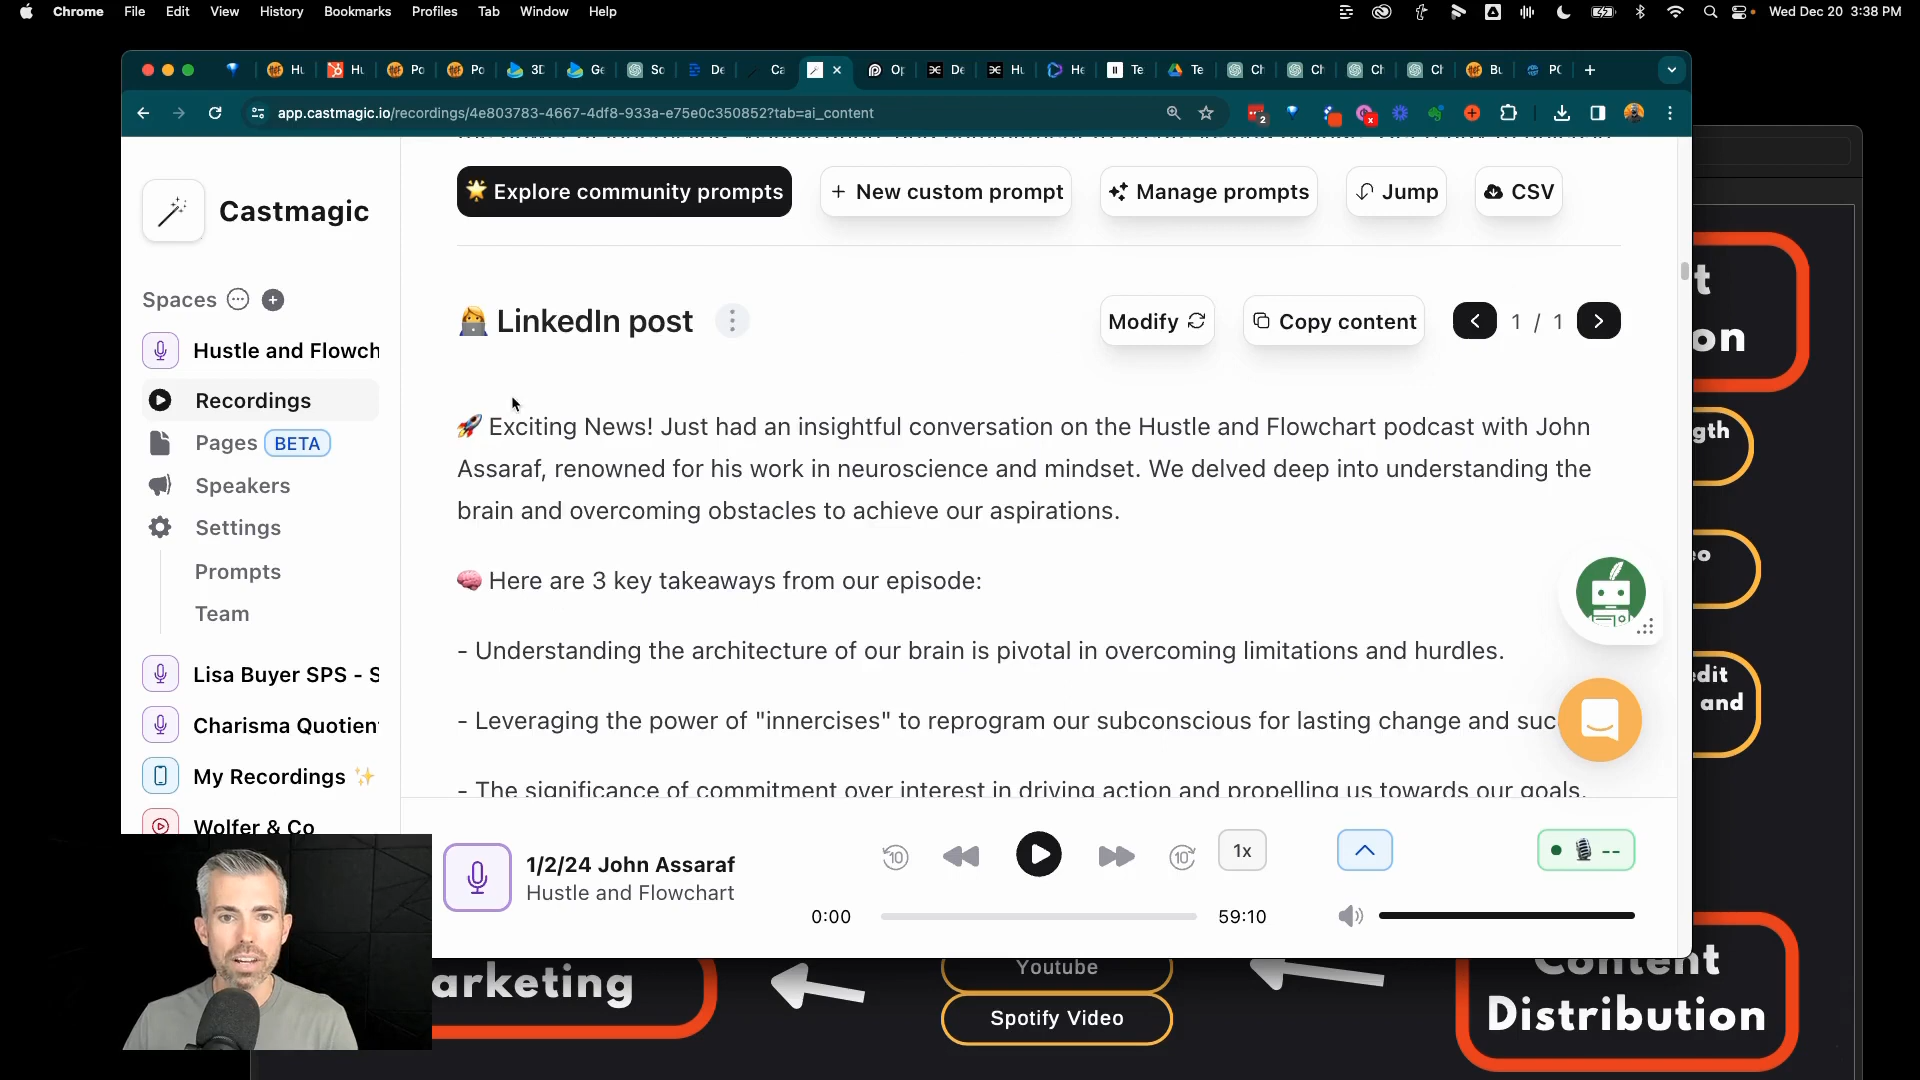 Chrome File Edit View History Bookmarks Profiles Tab Window Help
Wed Dec 20 3:38 PM
app.castmagic.io/recordings/4e803783-4667-4df8-933a-e75e0c350852?tab=ai_content
2
x
Castmagic
Explore community prompts
+ New custom prompt
Manage prompts
Jump
CSV
Spaces
Hustle and Flowch
Recordings
Pages BETA
Speakers
Settings
Prompts
Team
Lisa Buyer SPS - S
Charisma Quotien
My Recordings
Wolfer & Co
LinkedIn post
Modify
Copy content
1 / 1
🚀 Exciting News! Just had an insightful conversation on the Hustle and Flowchart podcast with John
Assaraf, renowned for his work in neuroscience and mindset. We delved deep into understanding the
brain and overcoming obstacles to achieve our aspirations.
🧠 Here are 3 key takeaways from our episode:
- Understanding the architecture of our brain is pivotal in overcoming limitations and hurdles.
- Leveraging the power of "innercises" to reprogram our subconscious for lasting change and suc
- The significance of commitment over interest in driving action and propelling us towards our goals.
1/2/24 John Assaraf
Hustle and Flowchart
10
10
1x
--
0:00
59:10
t
on
gth
eo
edit
and
arketing
Youtube
Spotify Video
Content
Distribution